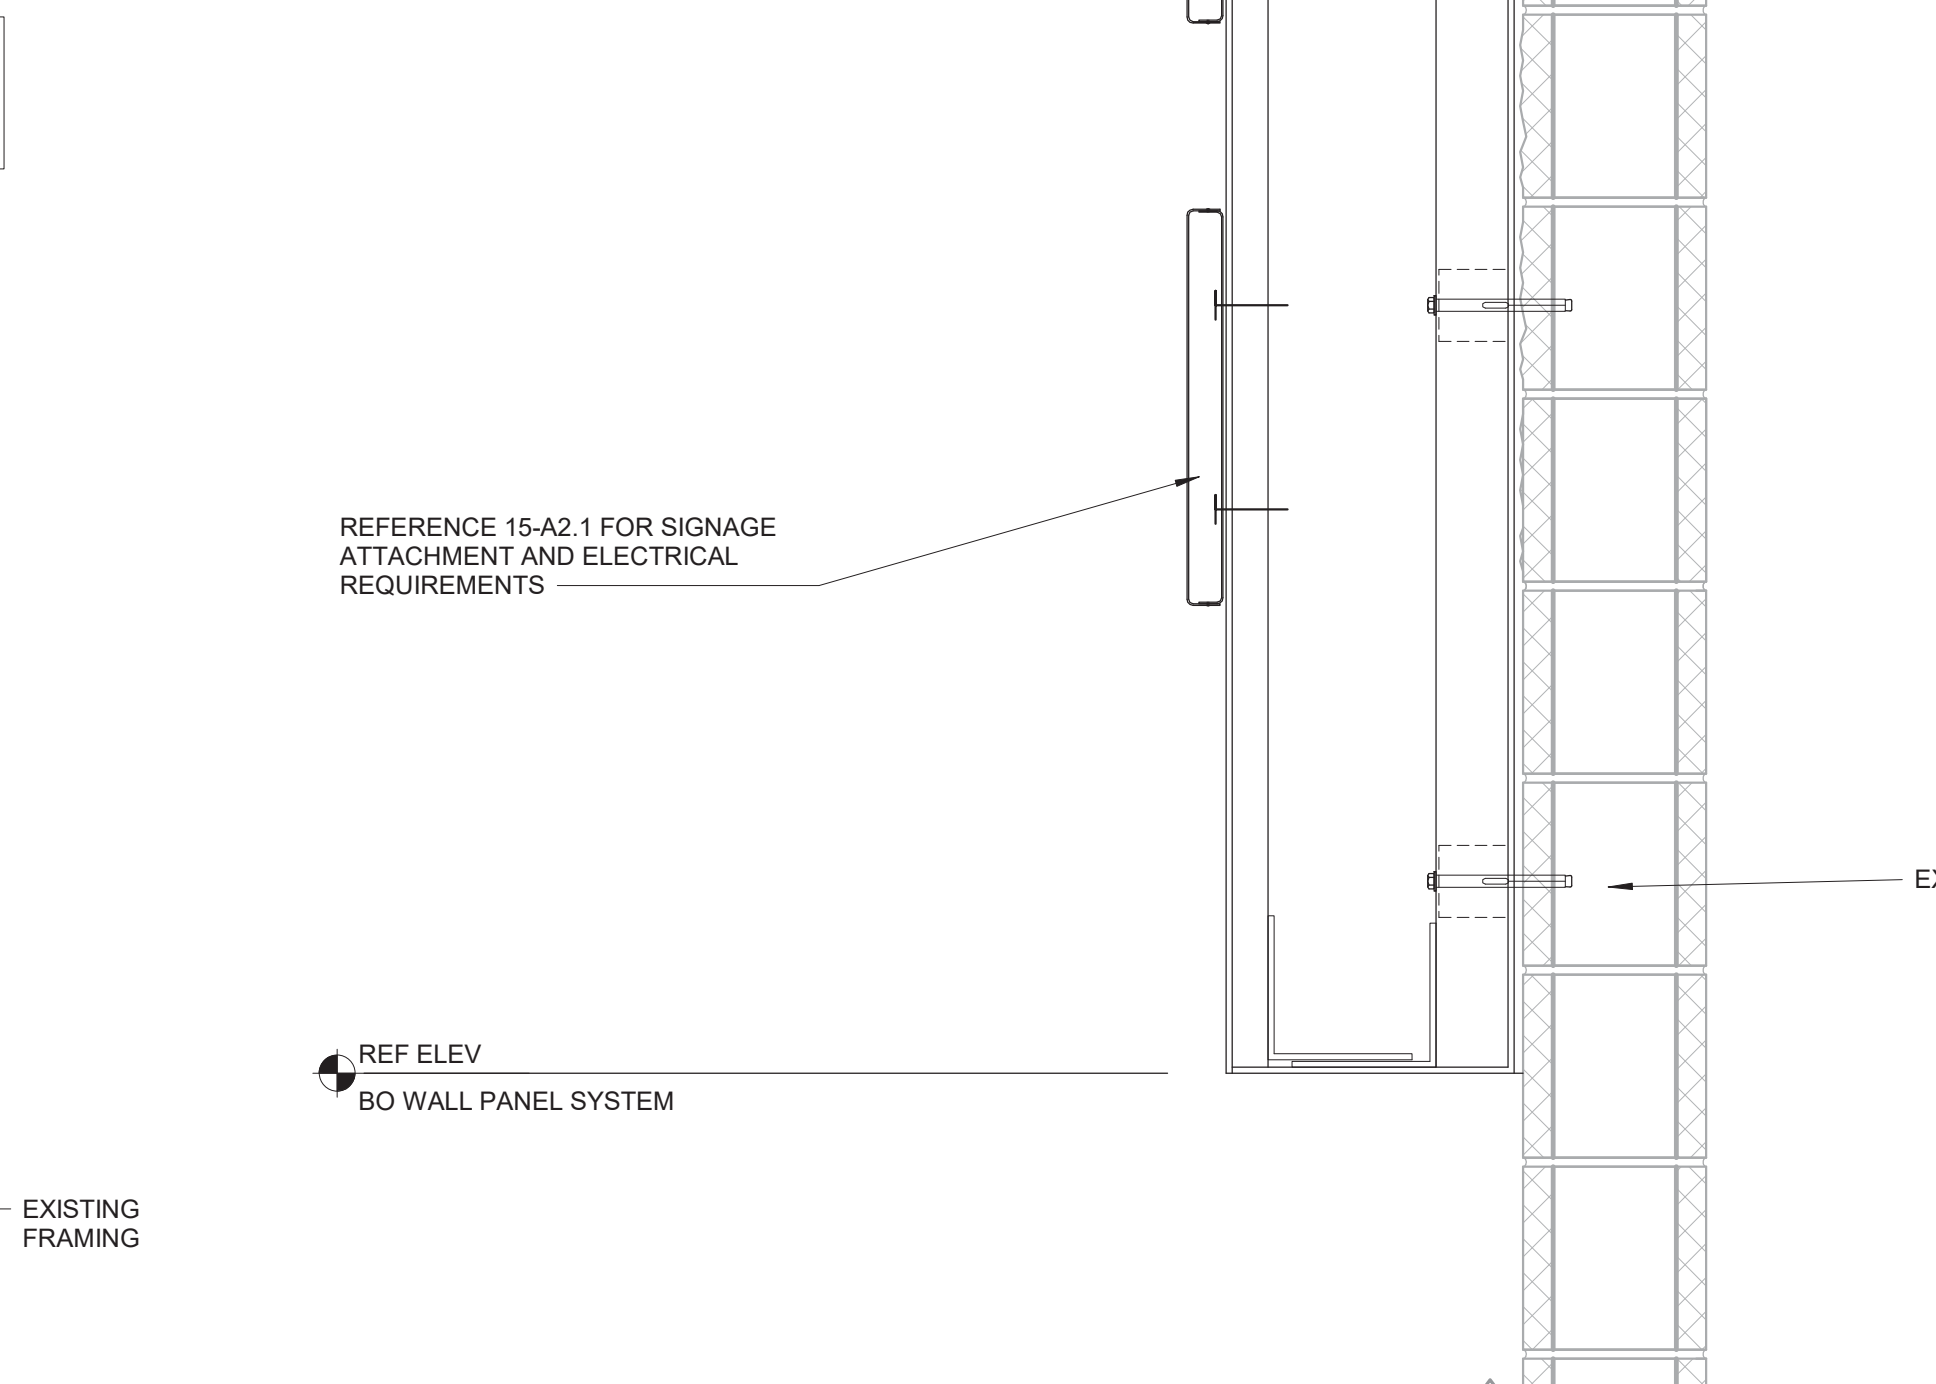 REFERENCE 15-A2.1 FOR SIGNAGE
ATTACHMENT AND ELECTRICAL
REQUIREMENTS
REF ELEV
BO WALL PANEL SYSTEM
EXISTING
FRAMING